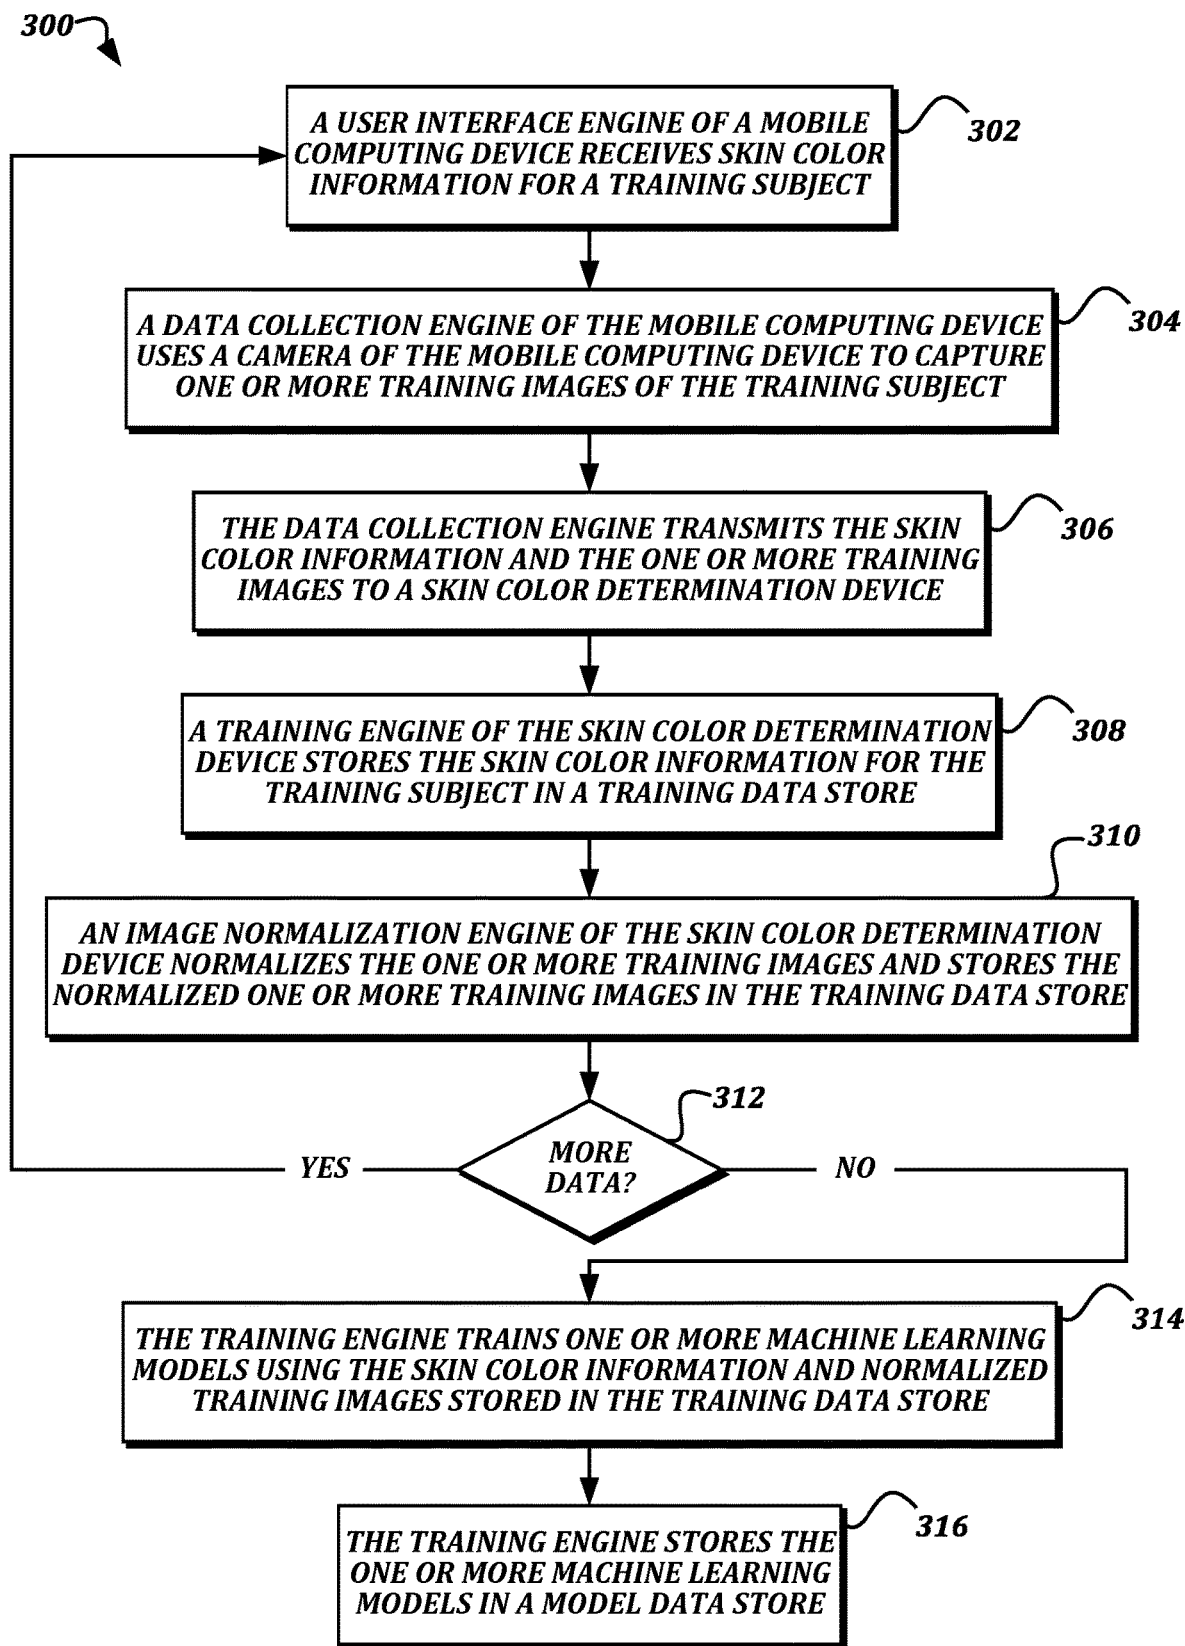 300
A USER INTERFACE ENGINE OF A MOBILE
COMPUTING DEVICE RECEIVES SKIN COLOR
INFORMATION FOR A TRAINING SUBJECT
302
A DATA COLLECTION ENGINE OF THE MOBILE COMPUTING DEVICE
USES A CAMERA OF THE MOBILE COMPUTING DEVICE TO CAPTURE
ONE OR MORE TRAINING IMAGES OF THE TRAINING SUBJECT
304
THE DATA COLLECTION ENGINE TRANSMITS THE SKIN
COLOR INFORMATION AND THE ONE OR MORE TRAINING
IMAGES TO A SKIN COLOR DETERMINATION DEVICE
306
A TRAINING ENGINE OF THE SKIN COLOR DETERMINATION
DEVICE STORES THE SKIN COLOR INFORMATION FOR THE
TRAINING SUBJECT IN A TRAINING DATA STORE
308
310
AN IMAGE NORMALIZATION ENGINE OF THE SKIN COLOR DETERMINATION
DEVICE NORMALIZES THE ONE OR MORE TRAINING IMAGES AND STORES THE
NORMALIZED ONE OR MORE TRAINING IMAGES IN THE TRAINING DATA STORE
312
MORE
DATA?
YES
NO
THE TRAINING ENGINE TRAINS ONE OR MORE MACHINE LEARNING
MODELS USING THE SKIN COLOR INFORMATION AND NORMALIZED
TRAINING IMAGES STORED IN THE TRAINING DATA STORE
314
THE TRAINING ENGINE STORES THE
ONE OR MORE MACHINE LEARNING
MODELS IN A MODEL DATA STORE
316